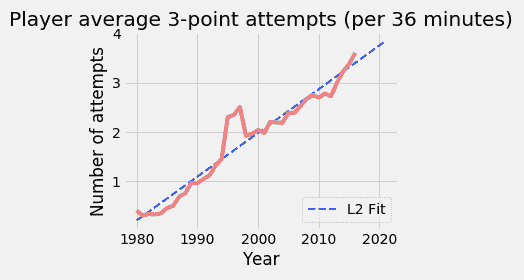 Player average 3-point attempts (per 36 minutes)
Number of attempts
4
3
2
1
1980 1990 2000 2010 2020
Year
L2 Fit